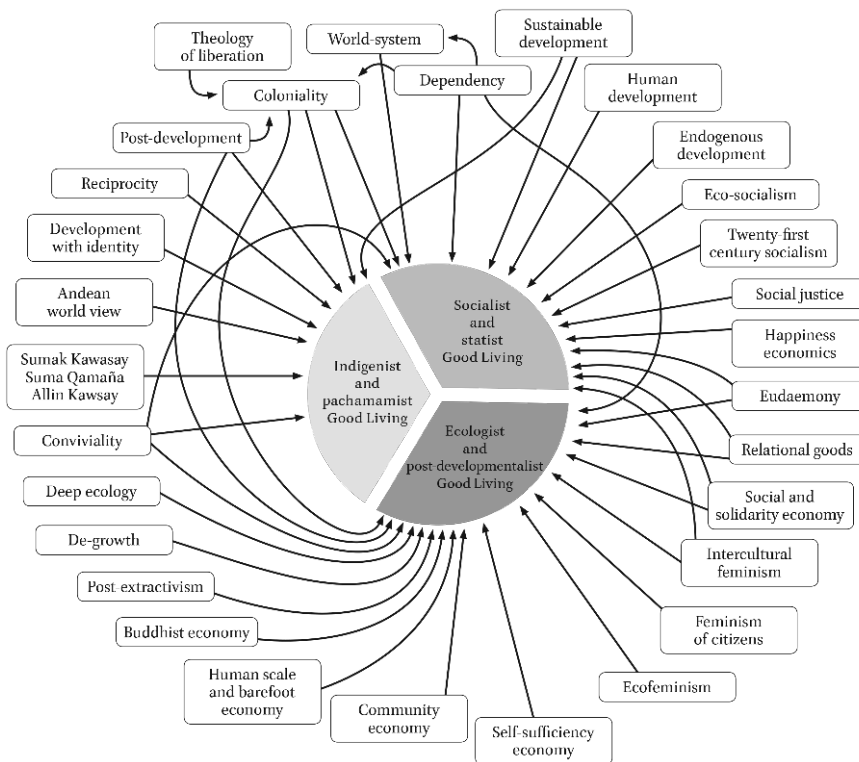 Theology
of liberation
World-system
Sustainable
development
Dependency
Human
development
Coloniality
Post-development
Endogenous
development
Reciprocity
Eco-socialism
Development
with identity
Twenty-first
century socialism
Andean
world view
Social justice
Socialist
and
statist
Good Living
Happiness
economics
Sumak Kawasay
Suma Qamaña
Allin Kawsay
Indigenist
and
pachamamist
Good Living
Eudaemony
Conviviality
Ecologist
and
post-developmentalist
Good Living
Relational goods
Deep ecology
Social and
solidarity economy
De-growth
Intercultural
feminism
Post-extractivism
Feminism
of citizens
Buddhist economy
Human scale
and barefoot
economy
Ecofeminism
Community
economy
Self-sufficiency
economy